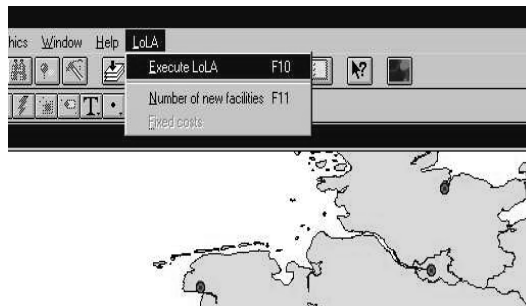 hics Window Help LoLA
Execute LoLA F10
Number of new facilities F11
Fixed costs
T